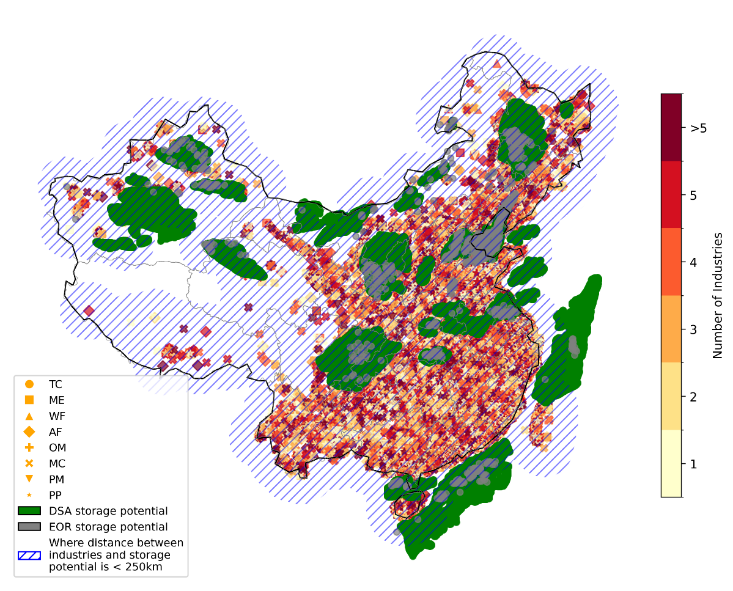 TC
ME
WF
AF
OM
MC
PM
PP
DSA storage potential
EOR storage potential
Where distance between
industries and storage
potential is < 250km
>5
5
4
3
2
1
Number of Industries